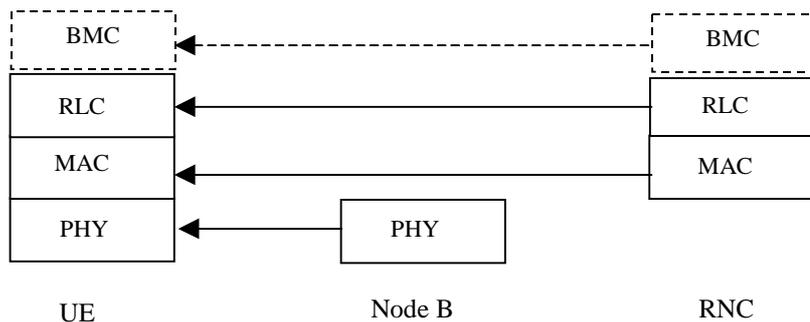 BMC BMC
RLC RLC
MAC MAC
PHY PHY
UE Node B RNC